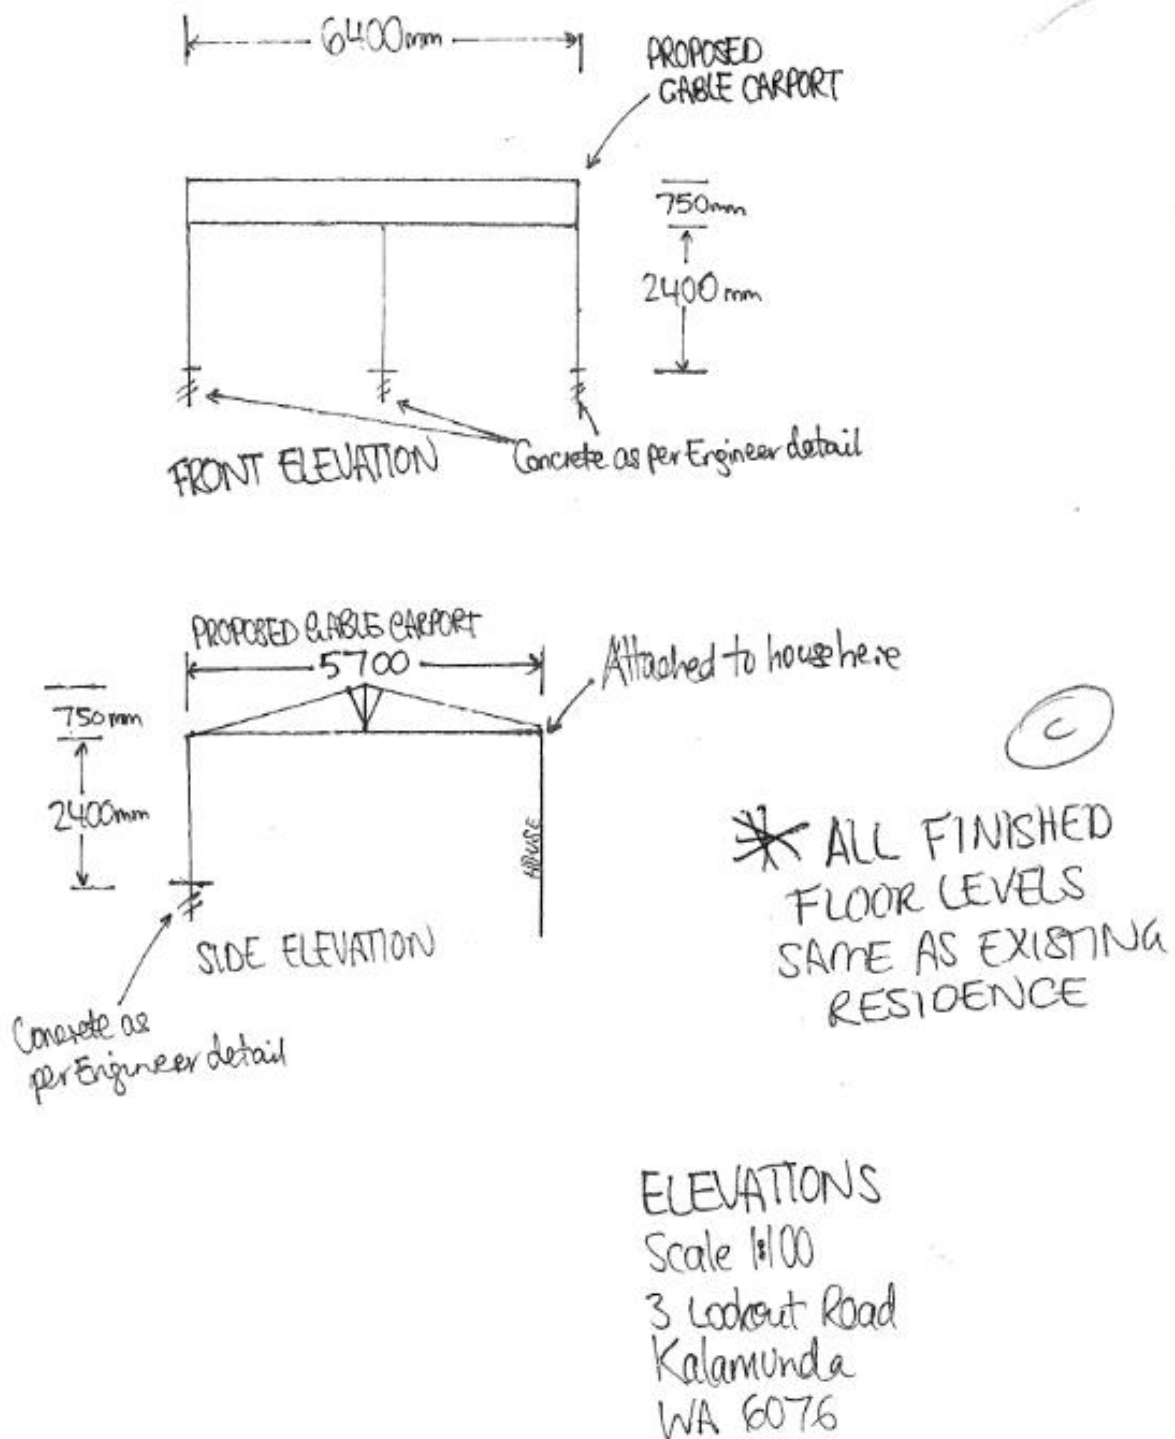 6400mm
PROPOSED
GABLE CARPORT
750mm
2400mm
FRONT ELEVATION
Concrete as per Engineer detail
PROPOSED GABLE CARPORT
5700
Attached to house here
750mm
2400mm
HOUSE
SIDE ELEVATION
Concrete as
per Engineer detail
C
* ALL FINISHED
FLOOR LEVELS
SAME AS EXISTING
RESIDENCE
ELEVATIONS
Scale 1:100
3 Lookout Road
Kalamunda
WA 6076